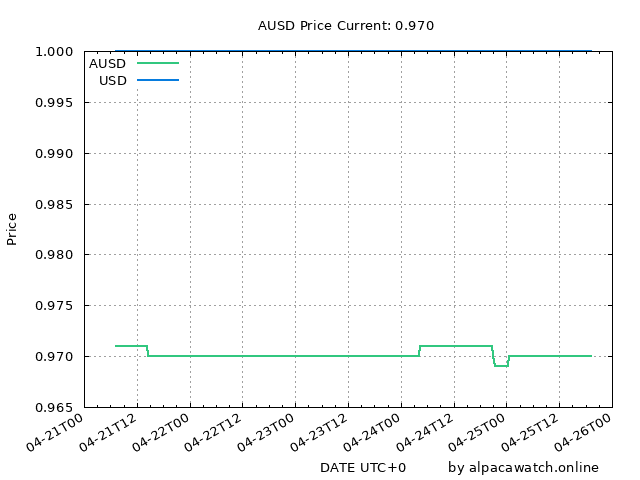 AUSD Price Current: 0.970
1.000
AUSD
USD
0.995
0.990
0.985
Price
0.980
0.975
0.970
0.965
04-21T00 04-21T12 04-22T00 04-22T12 04-23T00 04-23T12 04-24T00 04-24T12 04-25T00 04-25T12 04-26T00
DATE UTC+0 by alpacawatch.online